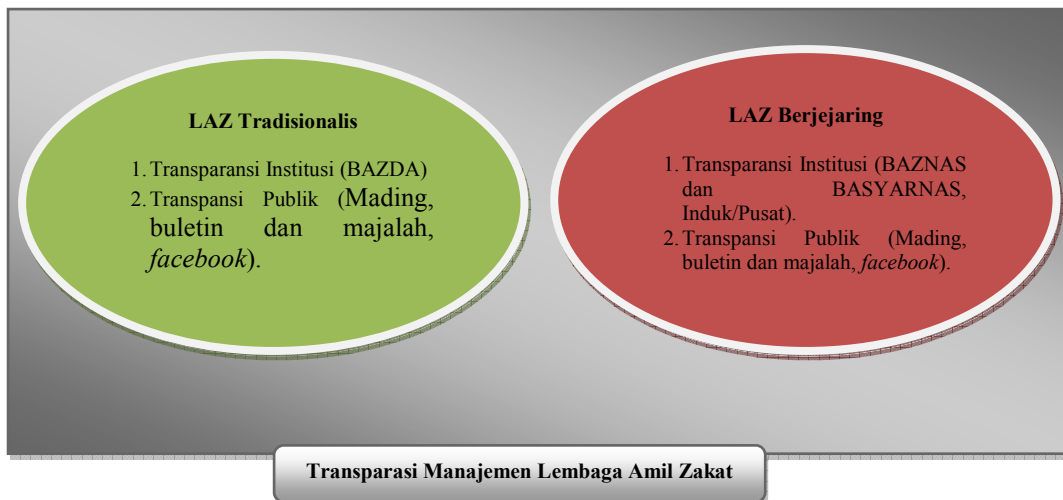 LAZ Tradisionalis
1. Transparansi Institusi (BAZDA)
2. Transpansi Publik (Mading,
buletin dan majalah,
facebook).
LAZ Berjejaring
1. Transparansi Institusi (BAZNAS
dan BASYARNAS,
Induk/Pusat).
2. Transpansi Publik (Mading,
buletin dan majalah, facebook).
Transparasi Manajemen Lembaga Amil Zakat